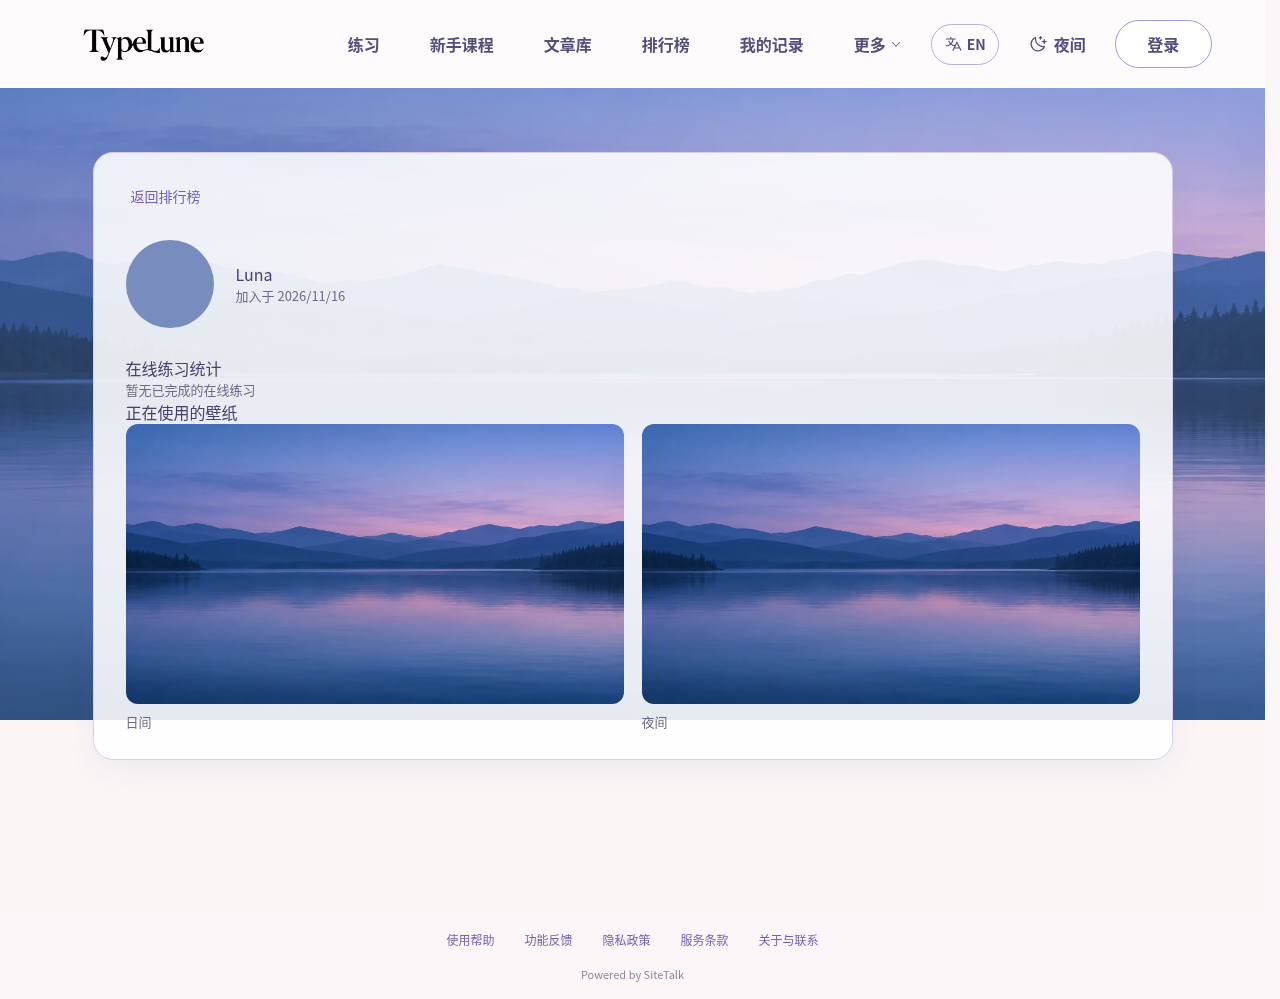 TypeLune
练习 新手课程 文章库 排行榜 我的记录 更多 EN 夜间 登录
返回排行榜
Luna
加入于 2026/11/16
在线练习统计
暂无已完成的在线练习
正在使用的壁纸
日间 夜间
使用帮助 功能反馈 隐私政策 服务条款 关于与联系
Powered by SiteTalk